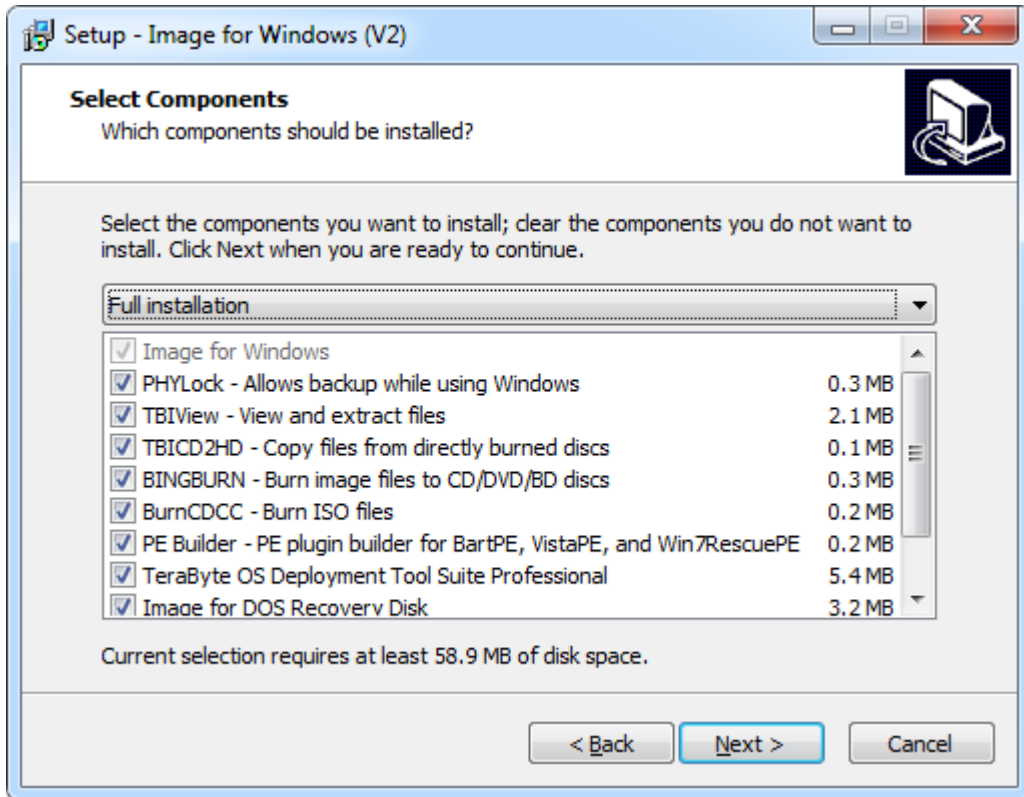 Setup - Image for Windows (V2)
Select Components
Which components should be installed?
Select the components you want to install; clear the components you do not want to
install. Click Next when you are ready to continue.
Full installation
Image for Windows
PHYLock - Allows backup while using Windows 0.3 MB
TBIView - View and extract files 2.1 MB
TBICD2HD - Copy files from directly burned discs 0.1 MB
BINGBURN - Burn image files to CD/DVD/BD discs 0.3 MB
BurnCDCC - Burn ISO files 0.2 MB
PE Builder - PE plugin builder for BartPE, VistaPE, and Win7RescuePE 0.2 MB
TeraByte OS Deployment Tool Suite Professional 5.4 MB
Image for DOS Recovery Disk 3.2 MB
Current selection requires at least 58.9 MB of disk space.
< Back Next > Cancel